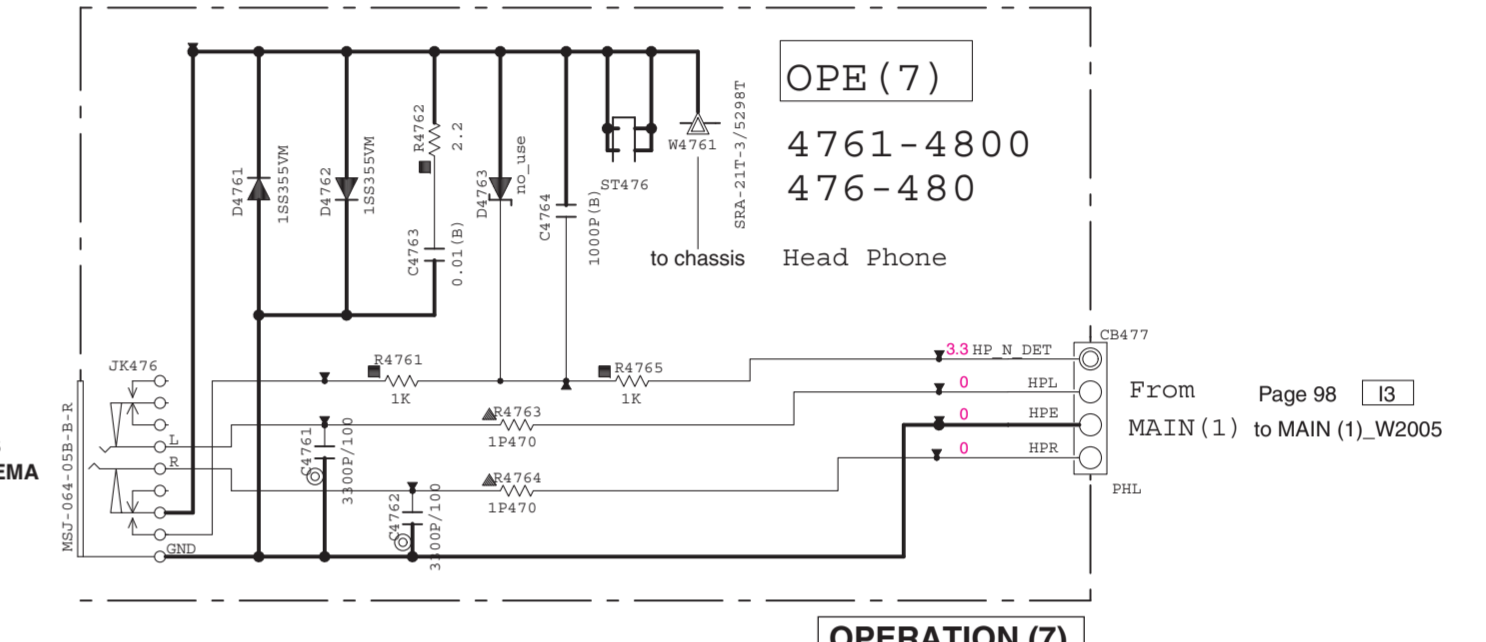 OPE(7)
4761-4800
476-480
Head Phone
R4762
2.2
D4761
1SS355VM
D4762
1SS355VM
D4763
no_use
C4763
0.01(B)
C4764
1000P(B)
ST476
W4761
SRA-21T-3/5298T
to chassis
JK476
MSJ-064-05B-B-R
L
R
GND
R4761
1K
R4765
1K
R4763
1P470
R4764
1P470
C4761
3300P/100
C4762
3300P/100
3.3 HP_N_DET
0 HPL
0 HPE
0 HPR
CB477
PHL
From
MAIN(1)
Page 98 I3
to MAIN (1)_W2005
EMA
OPERATION (7)